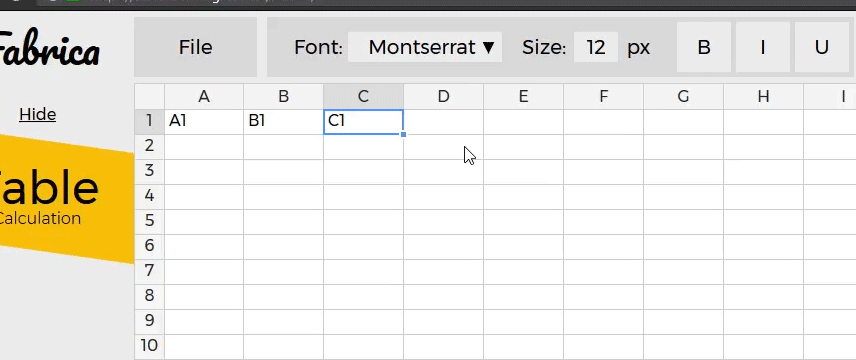 Fabrica
File
Font: Montserrat ▼ Size: 12 px B I U
Hide
A B C D E F G H I
1 A1 B1 C1
2
3
4
5
6
7
8
9
10
Table
Calculation